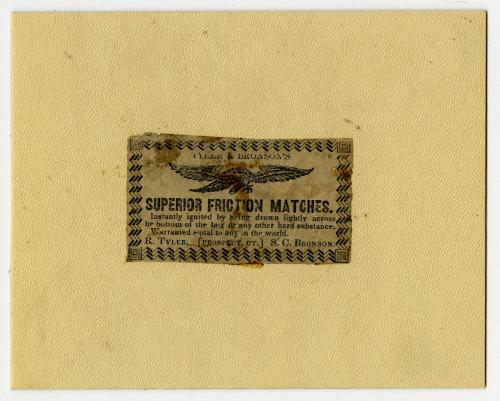 TYLER & BRONSON'S
SUPERIOR FRICTION MATCHES.
Instantly ignited by being drawn lightly across
he bottom of the box or any other hard substance.
Warranted equal to any in the world.
R. TYLER, [PROSPECT, CT.] S. C. BRONSON.